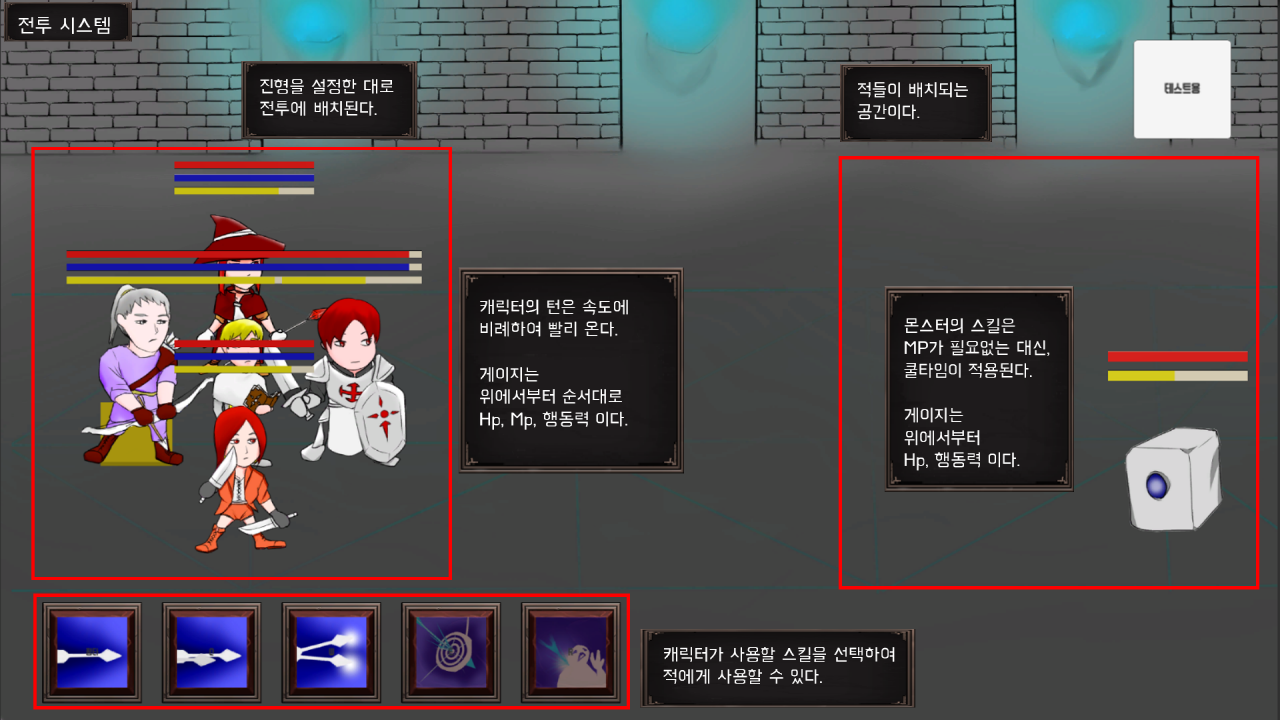 전투 시스템
진형을 설정한 대로
전투에 배치된다.
적들이 배치되는
공간이다.
테스트용
캐릭터의 턴은 속도에
비례하여 빨리 온다.
게이지는
위에서부터 순서대로
Hp, Mp, 행동력 이다.
몬스터의 스킬은
MP가 필요없는 대신,
쿨타임이 적용된다.
게이지는
위에서부터
Hp, 행동력 이다.
캐릭터가 사용할 스킬을 선택하여
적에게 사용할 수 있다.